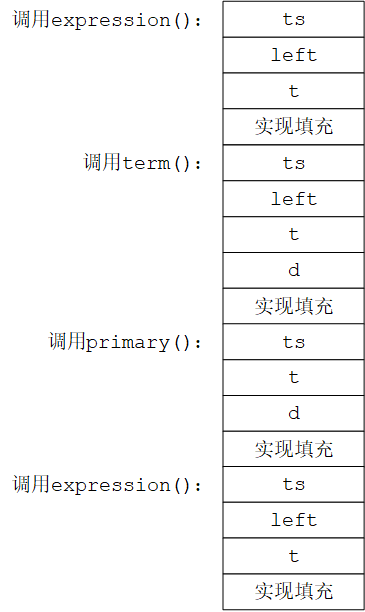 调用expression()： ts
left
t
实现填充
调用term()： ts
left
t
d
实现填充
调用primary()： ts
t
d
实现填充
调用expression()： ts
left
t
实现填充